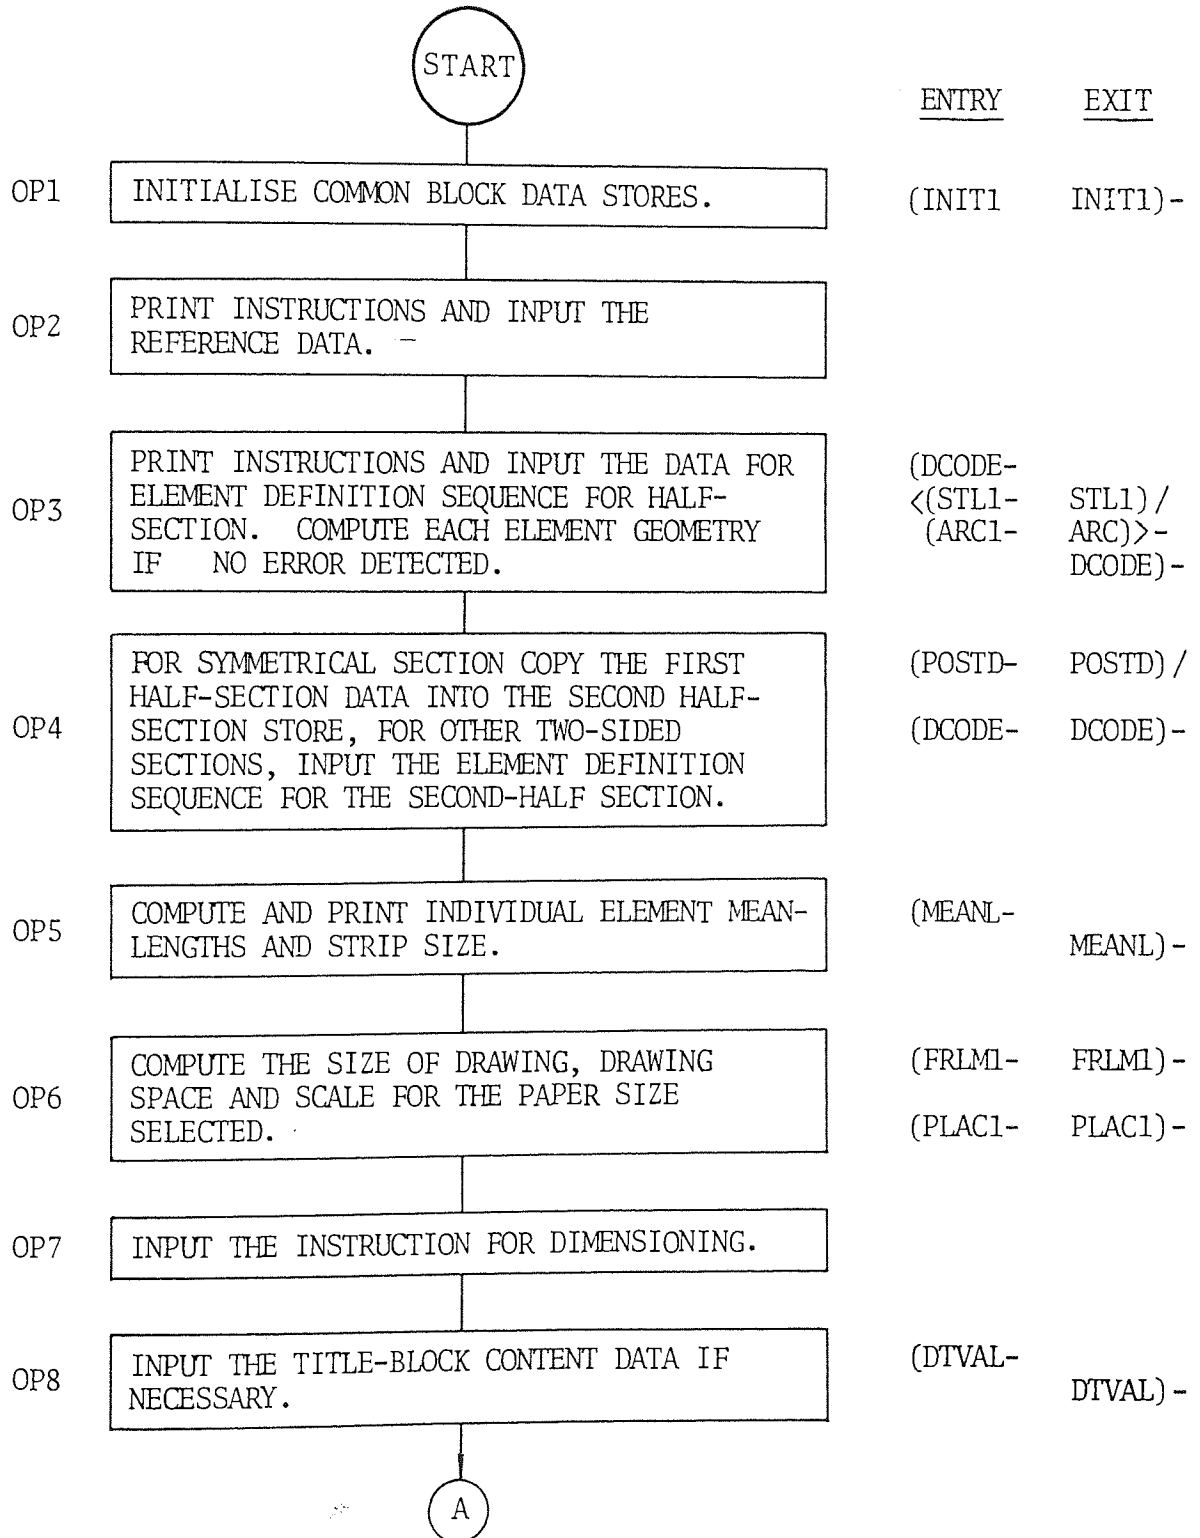 START
ENTRY EXIT
OP1 INITIALISE COMMON BLOCK DATA STORES. (INIT1 INIT1)-
OP2
PRINT INSTRUCTIONS AND INPUT THE
REFERENCE DATA. -
OP3
PRINT INSTRUCTIONS AND INPUT THE DATA FOR
ELEMENT DEFINITION SEQUENCE FOR HALF-
SECTION. COMPUTE EACH ELEMENT GEOMETRY
IF NO ERROR DETECTED.
(DCODE-
<(STL1- STL1)/
(ARC1- ARC)>-
DCODE)-
OP4
FOR SYMMETRICAL SECTION COPY THE FIRST
HALF-SECTION DATA INTO THE SECOND HALF-
SECTION STORE, FOR OTHER TWO-SIDED
SECTIONS, INPUT THE ELEMENT DEFINITION
SEQUENCE FOR THE SECOND-HALF SECTION.
(POSTD- POSTD)/
(DCODE- DCODE)-
OP5
COMPUTE AND PRINT INDIVIDUAL ELEMENT MEAN-
LENGTHS AND STRIP SIZE.
(MEANL-
MEANL)-
OP6
COMPUTE THE SIZE OF DRAWING, DRAWING
SPACE AND SCALE FOR THE PAPER SIZE
SELECTED.
(FRLM1- FRLM1)-
(PLAC1- PLAC1)-
OP7 INPUT THE INSTRUCTION FOR DIMENSIONING.
OP8
INPUT THE TITLE-BLOCK CONTENT DATA IF
NECESSARY.
(DTVAL-
DTVAL)-
A